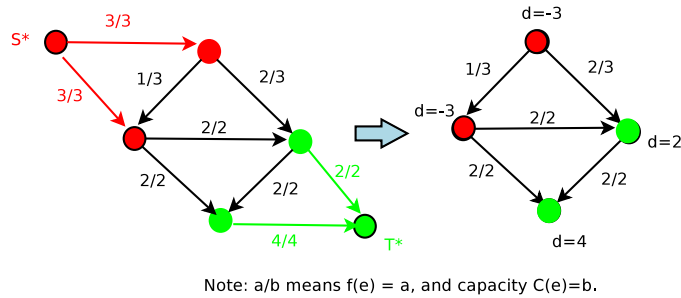 d=-3
3/3
S*
1/3
2/3
1/3
2/3
3/3
d=-3
2/2
2/2
d=2
2/2
2/2
2/2
2/2
2/2
4/4
T*
d=4
Note: a/b means f(e) = a, and capacity C(e)=b.